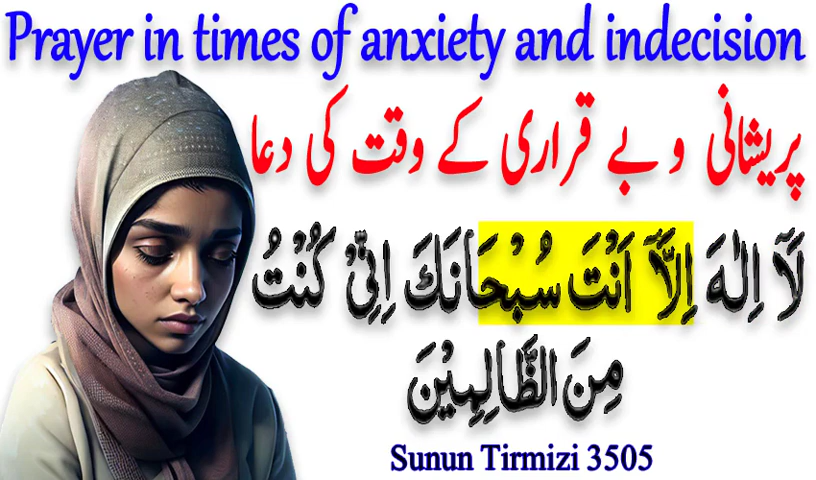 Prayer in times of anxiety and indecision
پریشانی و بے قراری کے وقت کی دعا
لَآ اِلٰهَ اِلَّآ اَنْتَ سُبْحَانَكَ اِنِّىْ كُنْتُ
مِنَ الظَّالِمِيْنَ
Sunun Tirmizi 3505